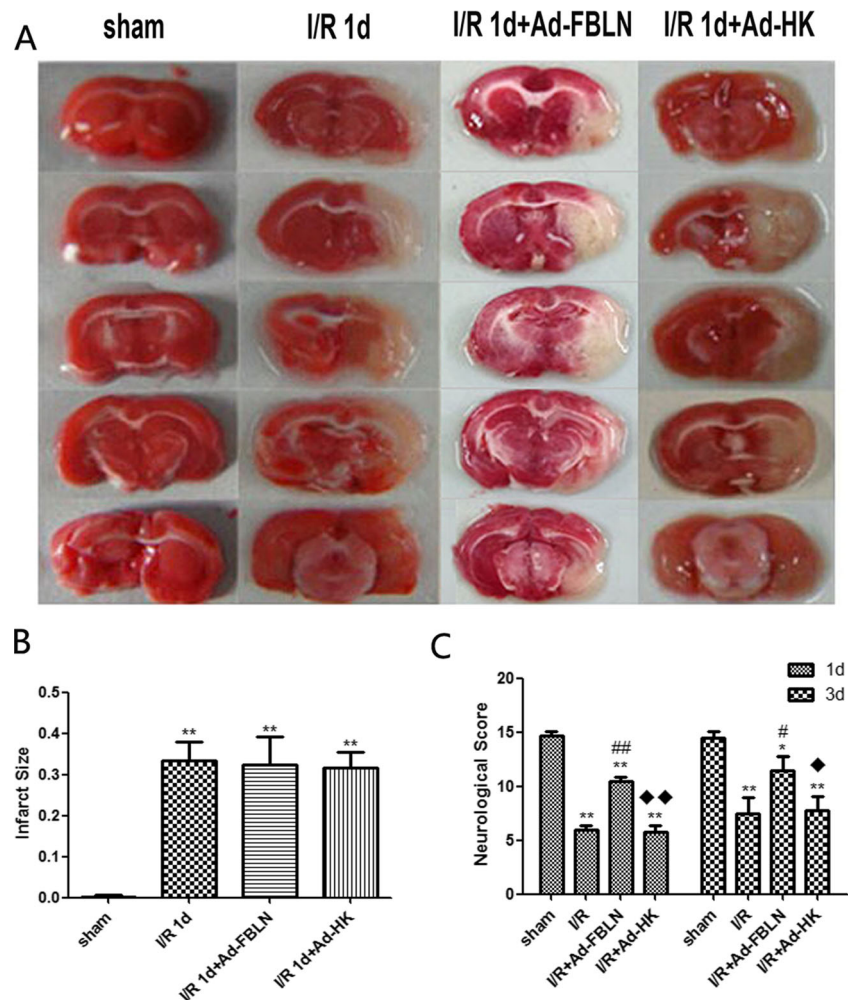 A
sham I/R 1d I/R 1d+Ad-FBLN I/R 1d+Ad-HK
B
0.5
0.4
0.3
0.2
0.1
0.0
Infarct Size
** ** **
sham I/R 1d I/R 1d+Ad-FBLN I/R 1d+Ad-HK
C
1d
3d
20
15
10
5
0
Neurological Score
** ## ** ◆◆ ** ** # * ◆ **
sham I/R I/R+Ad-FBLN I/R+Ad-HK sham I/R I/R+Ad-FBLN I/R+Ad-HK